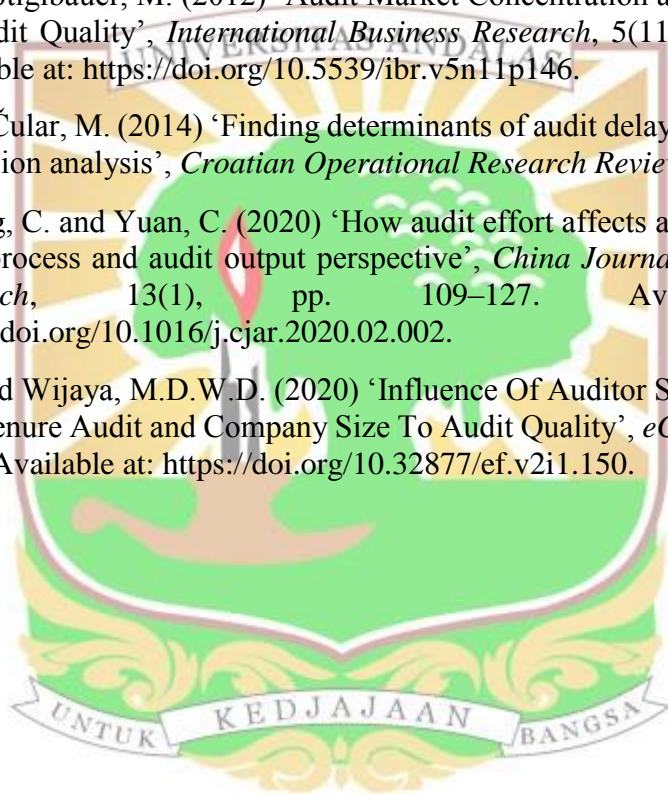 M. (2012) ‘Audit Market Concentration
dit Quality’, International Business Research, 5(11
ble at: https://doi.org/10.5539/ibr.v5n11p146.
UNIVERSITAS ANDALAS
Čular, M. (2014) ‘Finding determinants of audit delay
ion analysis’, Croatian Operational Research Review
g, C. and Yuan, C. (2020) ‘How audit effort affects a
process and audit output perspective’, China Journa
ch, 13(1), pp. 109–127. Av
doi.org/10.1016/j.cjar.2020.02.002.
d Wijaya, M.D.W.D. (2020) ‘Influence Of Auditor S
enure Audit and Company Size To Audit Quality’, eC
Available at: https://doi.org/10.32877/ef.v2i1.150.
UNTUK KEDJAJAAN BANGSA